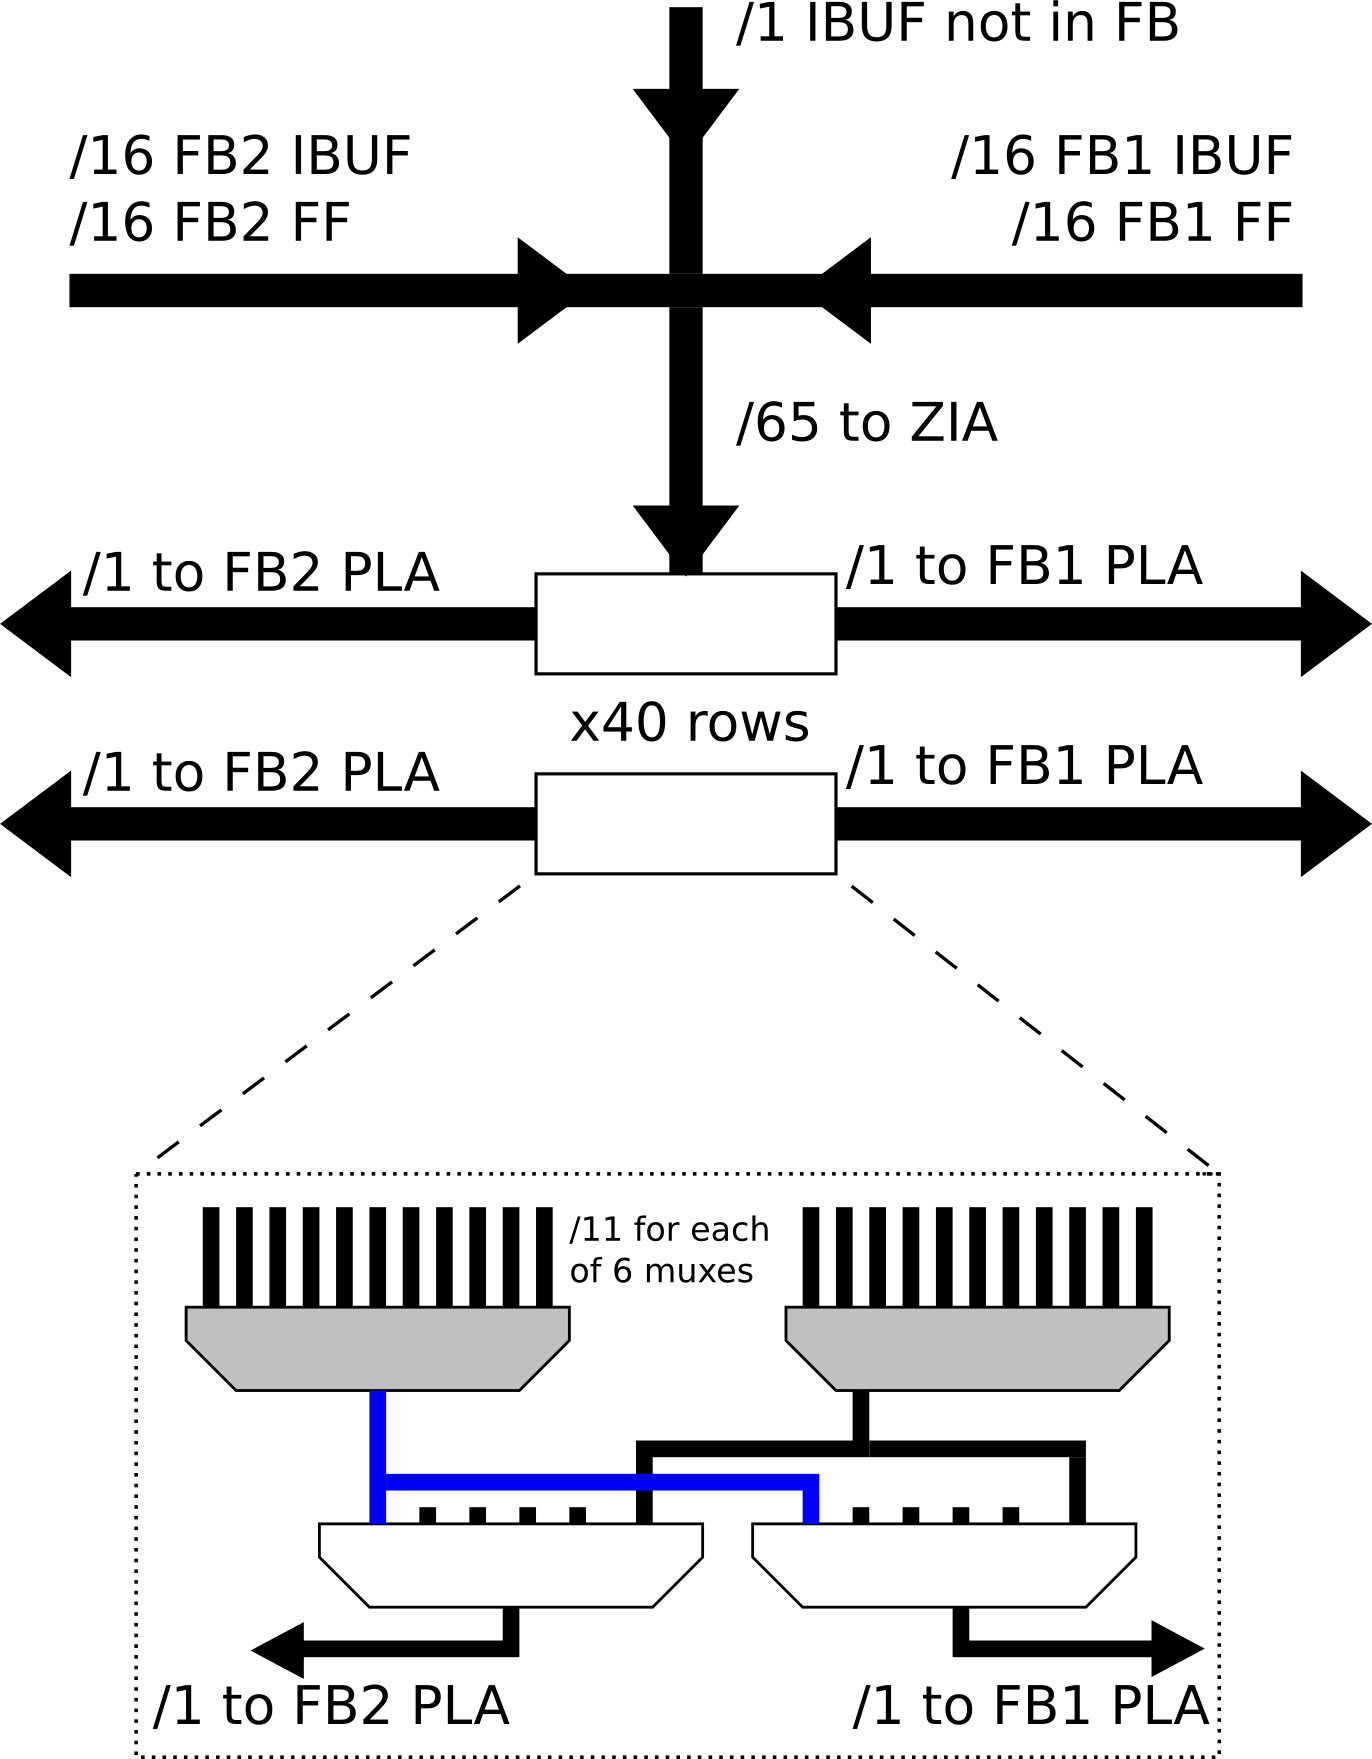 /1 IBUF not in FB
/16 FB2 IBUF
/16 FB2 FF
/16 FB1 IBUF
/16 FB1 FF
/65 to ZIA
/1 to FB2 PLA
/1 to FB1 PLA
x40 rows
/1 to FB2 PLA
/1 to FB1 PLA
/11 for each
of 6 muxes
/1 to FB2 PLA
/1 to FB1 PLA